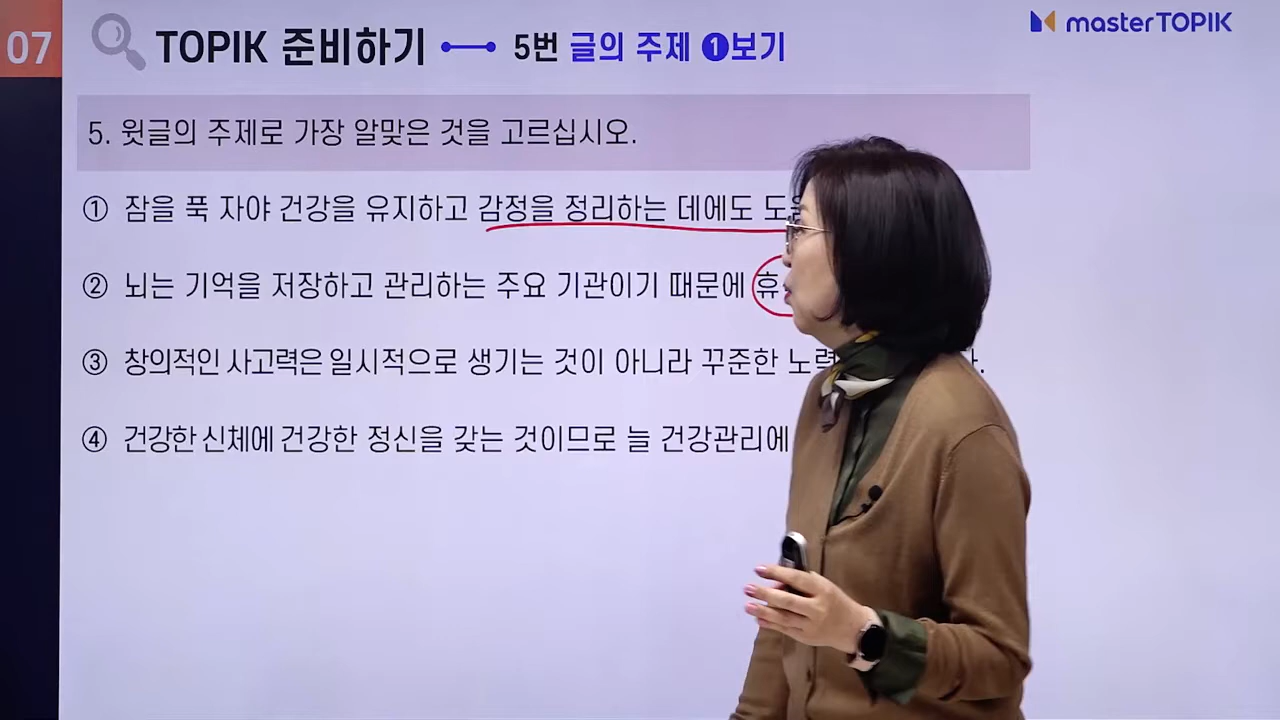 07
TOPIK 준비하기
5번 글의 주제 ❶보기
masterTOPIK
5. 윗글의 주제로 가장 알맞은 것을 고르십시오.
① 잠을 푹 자야 건강을 유지하고 감정을 정리하는 데에도
② 뇌는 기억을 저장하고 관리하는 주요 기관이기 때문에
③ 창의적인 사고력은 일시적으로 생기는 것이 아니라 꾸준한
④ 건강한 신체에 건강한 정신을 갖는 것이므로 늘 건강관리에